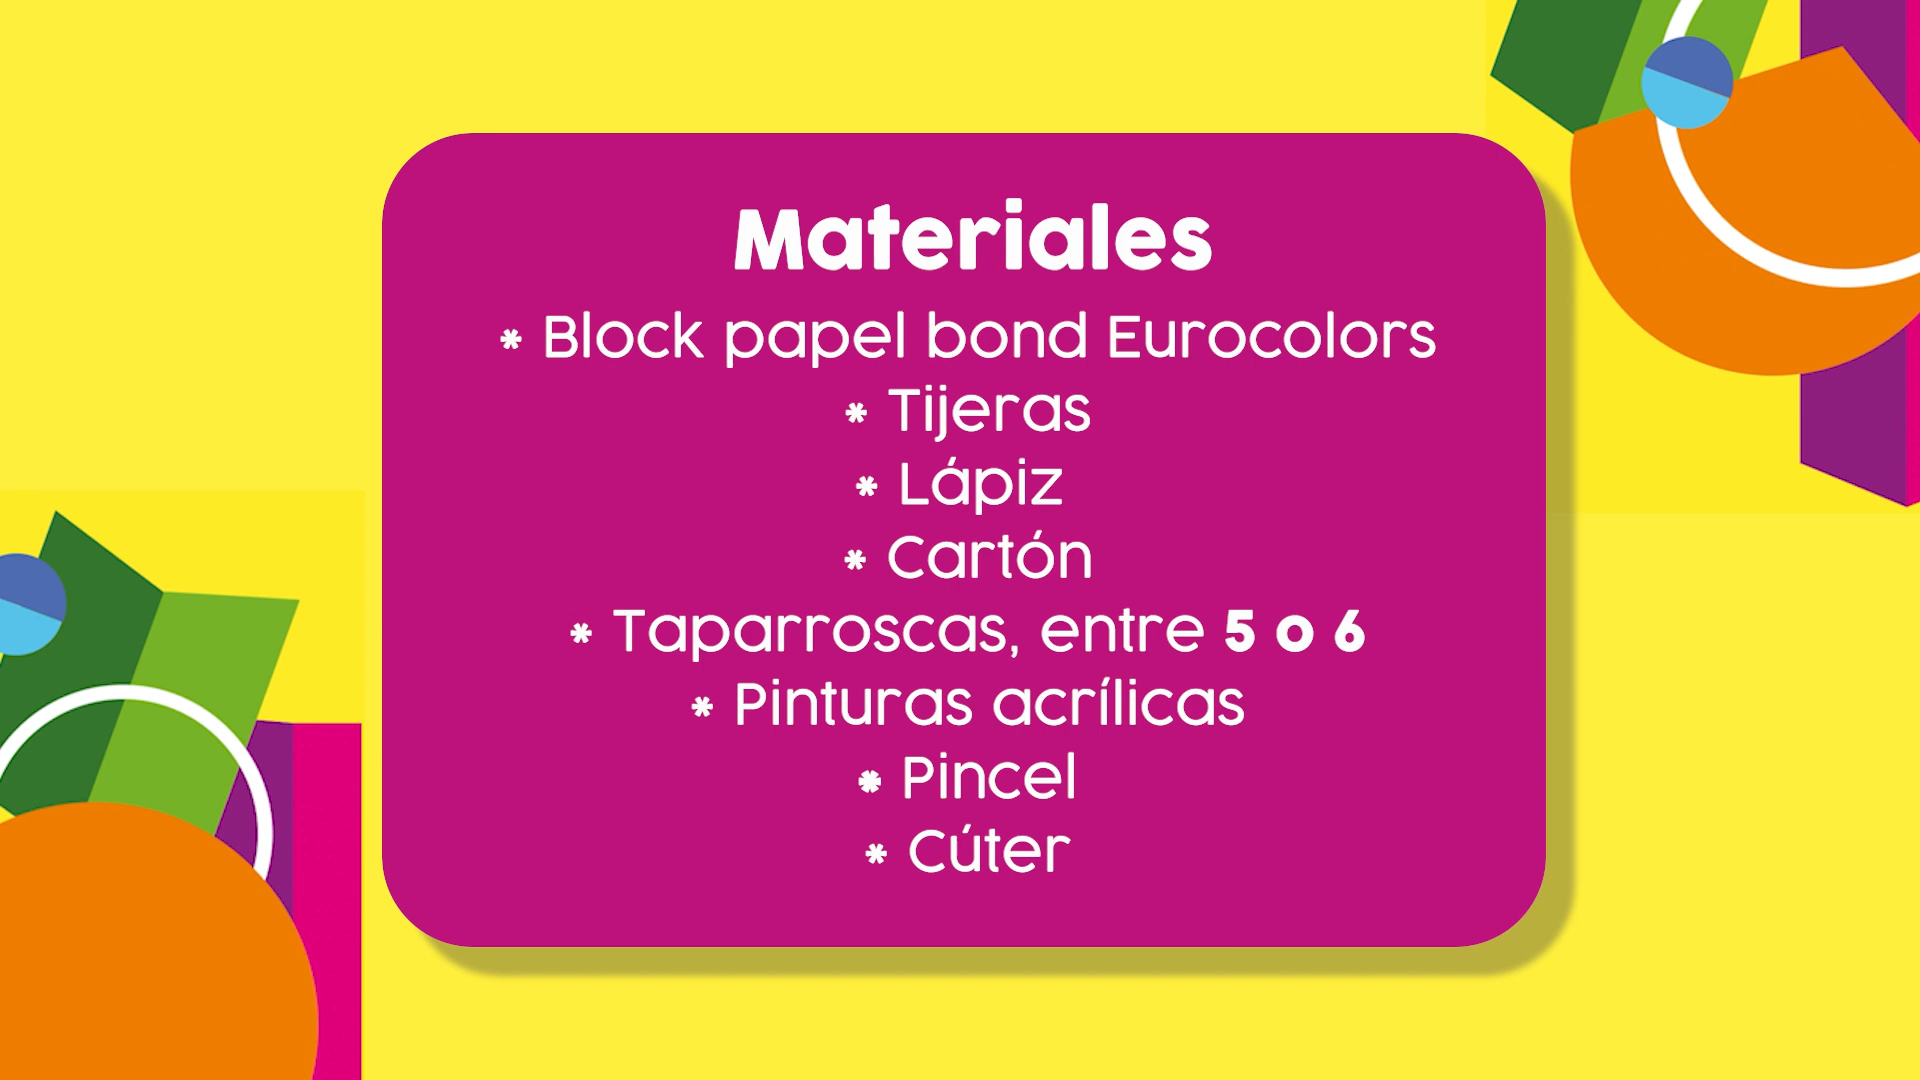 Materiales
* Block papel bond Eurocolors
* Tijeras
* Lápiz
* Cartón
* Taparroscas, entre 5 o 6
* Pinturas acrílicas
* Pincel
* Cúter